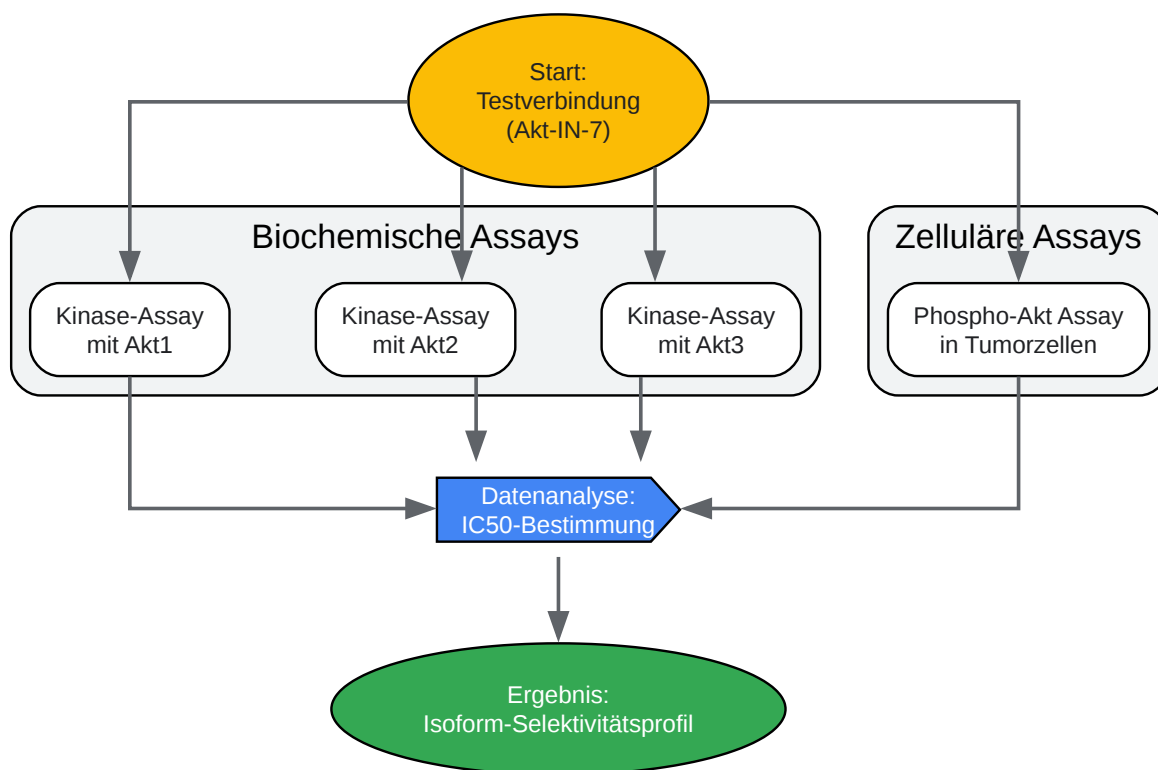 Start:
Testverbindung
(Akt-IN-7)
Biochemische Assays
Zelluläre Assays
Kinase-Assay
mit Akt1
Kinase-Assay
mit Akt2
Kinase-Assay
mit Akt3
Phospho-Akt Assay
in Tumorzellen
Datenanalyse:
IC50-Bestimmung
Ergebnis:
Isoform-Selektivitätsprofil